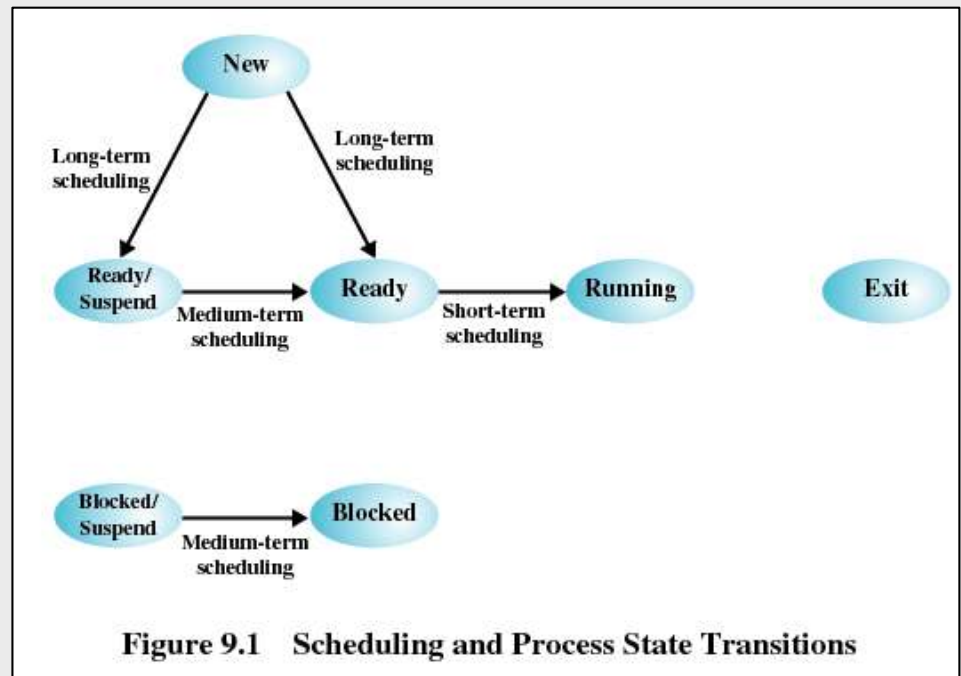 New
Long-term
scheduling
Long-term
scheduling
Ready/
Suspend
Medium-term
scheduling
Ready
Short-term
scheduling
Running
Exit
Blocked/
Suspend
Medium-term
scheduling
Blocked
Figure 9.1 Scheduling and Process State Transitions